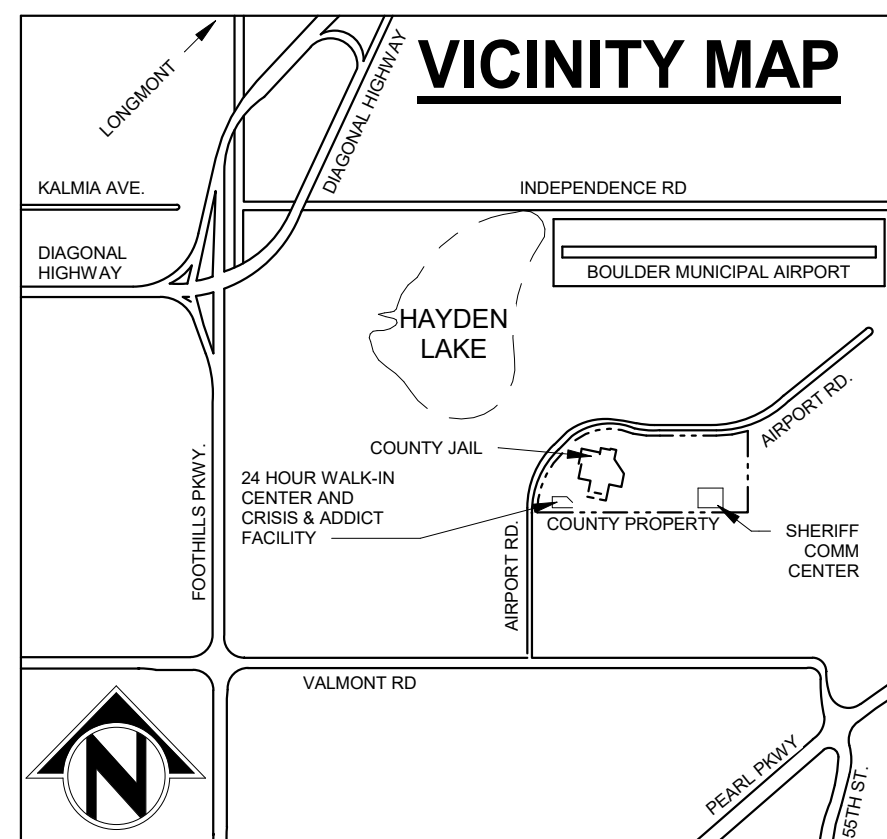 VICINITY MAP
LONGMONT
DIAGONAL HIGHWAY
KALMIA AVE.
INDEPENDENCE RD
DIAGONAL
HIGHWAY
BOULDER MUNICIPAL AIRPORT
HAYDEN
LAKE
AIRPORT RD.
COUNTY JAIL
24 HOUR WALK-IN
CENTER AND
CRISIS & ADDICT
FACILITY
COUNTY PROPERTY
SHERIFF
COMM
CENTER
FOOTHILLS PKWY.
AIRPORT RD.
VALMONT RD
PEARL PKWY
55TH ST.
N